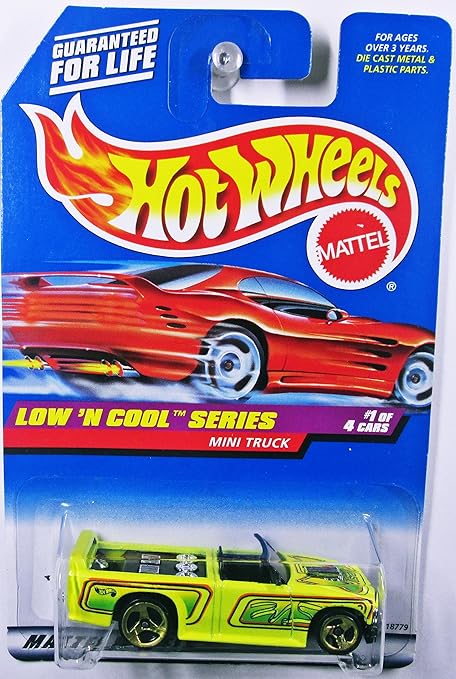 GUARANTEED
FOR LIFE
FOR AGES
OVER 3 YEARS.
DIE CAST METAL &
PLASTIC PARTS.
HOT WHEELS
MATTEL
®
LOW 'N COOL™ SERIES
MINI TRUCK
#1 OF
4 CARS
18779